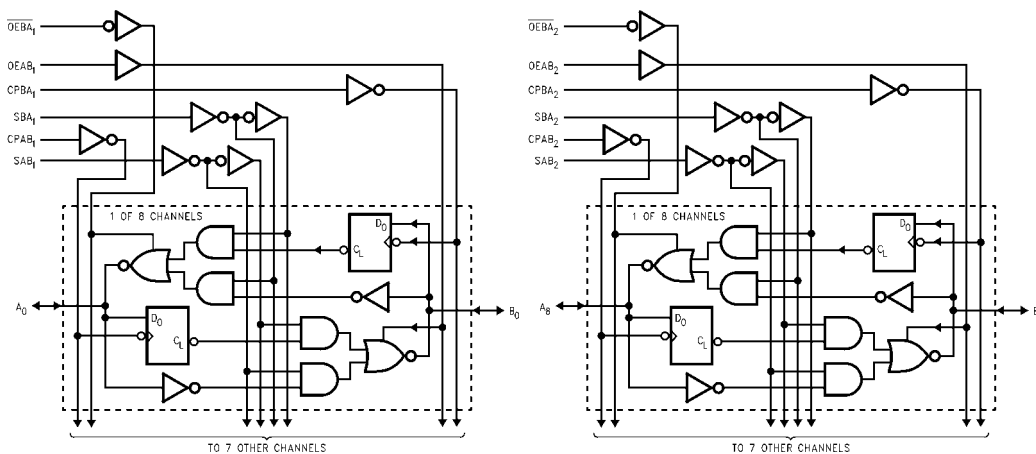 OEBA1
OEAB1
CPBA1
SBA1
CPAB1
SAB1
1 OF 8 CHANNELS
D0
CL
A0
D0
CL
B0
TO 7 OTHER CHANNELS
OEBA2
OEAB2
CPBA2
SBA2
CPAB2
SAB2
1 OF 8 CHANNELS
D0
CL
A8
D0
CL
TO 7 OTHER CHANNELS